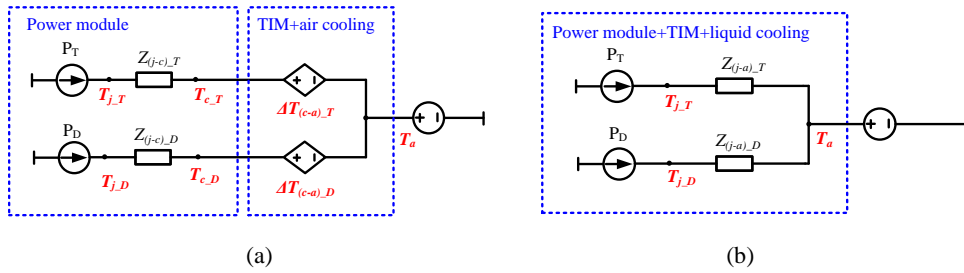 Power module
TIM+air cooling
P_T
Z_(j-c)_T
+
−
T_j_T
T_c_T
ΔT_(c-a)_T
+
−
T_a
P_D
Z_(j-c)_D
+
−
T_j_D
T_c_D
ΔT_(c-a)_D
(a)
Power module+TIM+liquid cooling
P_T
Z_(j-a)_T
T_j_T
+
−
T_a
P_D
Z_(j-a)_D
T_j_D
(b)